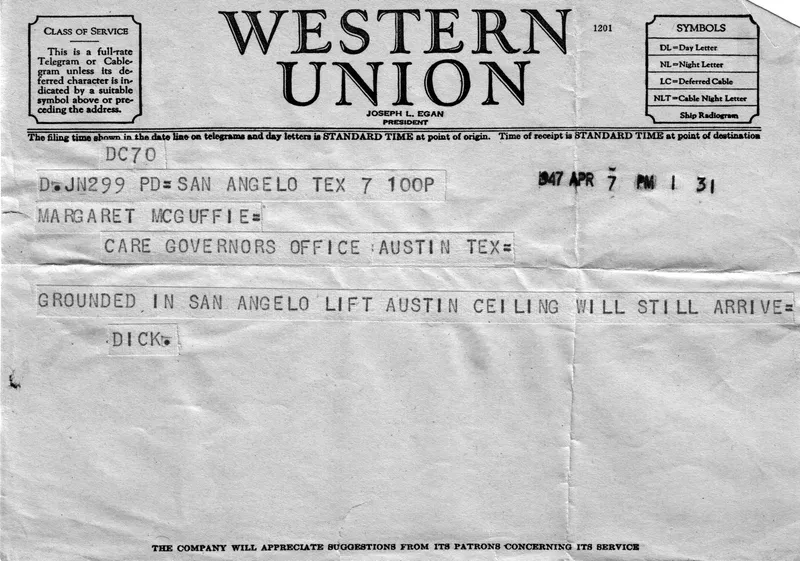 CLASS OF SERVICE
This is a full-rate
Telegram or Cable-
gram unless its de-
ferred character is in-
dicated by a suitable
symbol above or pre-
ceding the address.
WESTERN
UNION
1201
JOSEPH L. EGAN
PRESIDENT
SYMBOLS
DL=Day Letter
NL=Night Letter
LC=Deferred Cable
NLT=Cable Night Letter
Ship Radiogram
The filing time shown in the date line on telegrams and day letters is STANDARD TIME at point of origin. Time of receipt is STANDARD TIME at point of destination
DC70
D.JN299 PD=SAN ANGELO TEX 7 100P
1947 APR 7 PM 1 31
MARGARET MCGUFFIE=
CARE GOVERNORS OFFICE AUSTIN TEX=
GROUNDED IN SAN ANGELO LIFT AUSTIN CEILING WILL STILL ARRIVE=
DICK.
THE COMPANY WILL APPRECIATE SUGGESTIONS FROM ITS PATRONS CONCERNING ITS SERVICE